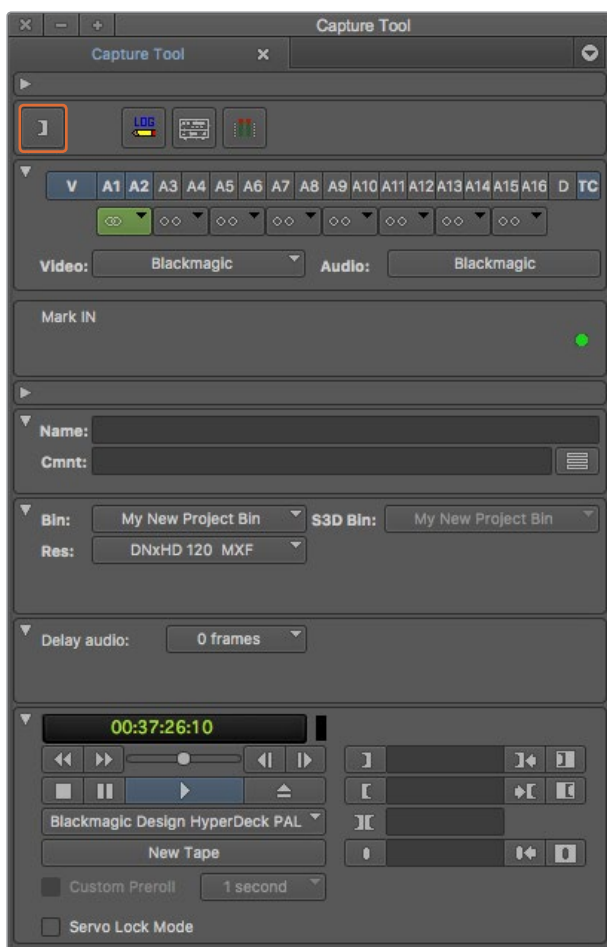 Capture Tool
Capture Tool
LOG
V A1 A2 A3 A4 A5 A6 A7 A8 A9 A10 A11 A12 A13 A14 A15 A16 D TC
Video: Blackmagic Audio: Blackmagic
Mark IN
Name:
Cmnt:
Bin: My New Project Bin S3D Bin: My New Project Bin
Res: DNxHD 120 MXF
Delay audio: 0 frames
00:37:26:10
Blackmagic Design HyperDeck PAL
New Tape
Custom Preroll 1 second
Servo Lock Mode